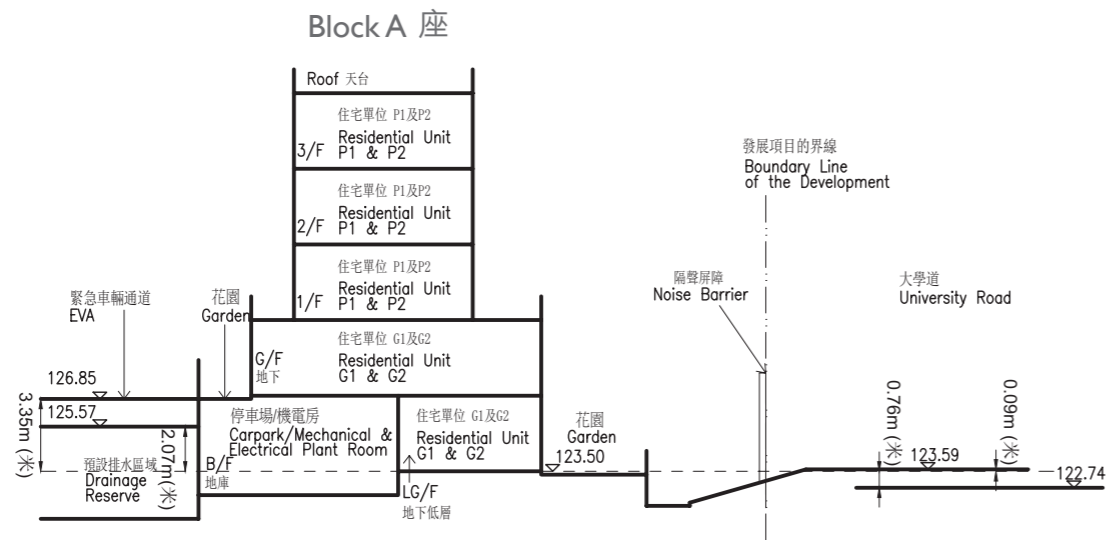 Block A 座
Roof 天台
住宅單位 P1及P2
Residential Unit
3/F P1 & P2
住宅單位 P1及P2
Residential Unit
2/F P1 & P2
住宅單位 P1及P2
Residential Unit
1/F P1 & P2
發展項目的界線
Boundary Line
of the Development
緊急車輛通道
EVA
花園
Garden
隔聲屏障
Noise Barrier
大學道
University Road
住宅單位 G1及G2
G/F
地下
Residential Unit
G1 & G2
126.85
125.57
3.35m (米)
2.07m(米)
預設排水區域
Drainage
Reserve
停車場/機電房
Carpark/Mechanical &
Electrical Plant Room
B/F
地庫
住宅單位 G1及G2
Residential Unit
G1 & G2
LG/F
地下低層
花園
Garden
123.50
0.76m (米)
123.59
0.09m (米)
122.74